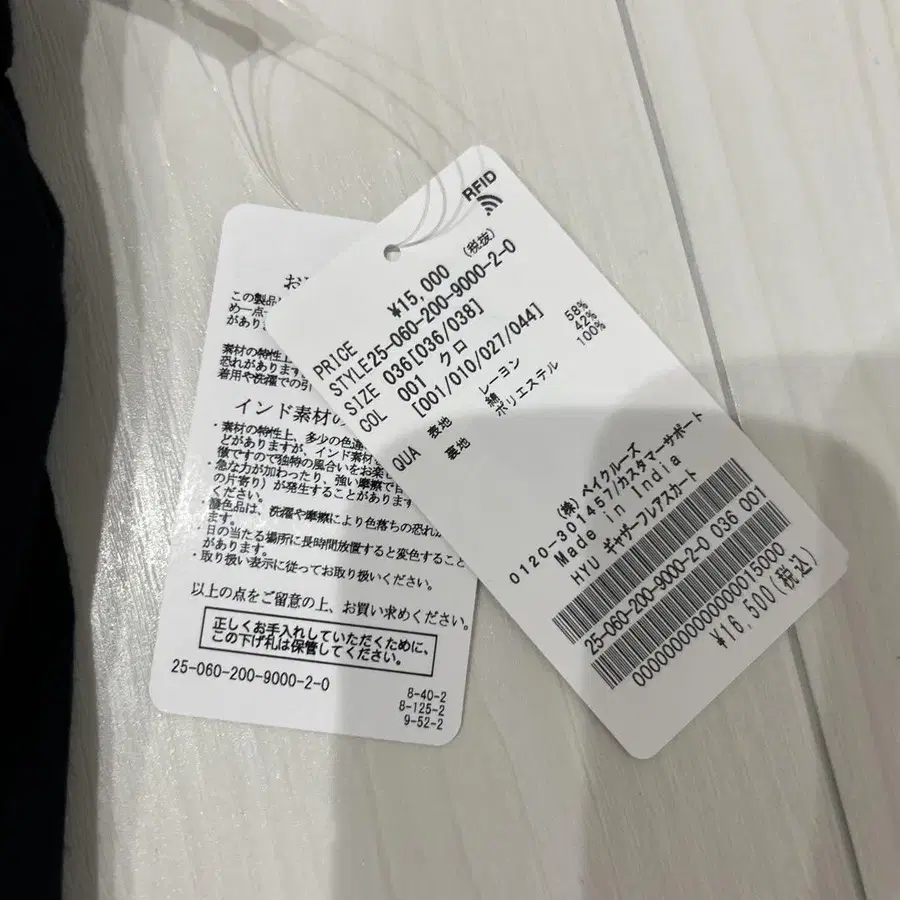 RFID
PRICE ¥15,000 (税抜)
STYLE25-060-200-9000-2-0
SIZE 036[036/038]
COL 001 クロ
[001/010/027/044]
QUA 表地 レーヨン 58%
綿 42%
裏地 ポリエステル 100%
(株) ベイクルーズ
0120-301457/カスタマーサポート
Made in India
HYU ギャザーフレアスカート
25-060-200-9000-2-0 036 001
0000000000000015000
¥16,500(税込)
この製品
め一点
があり
素材の特性上
恐れがあります
着用や洗濯での引
インド素材の
・素材の特性上、多少の色違
どがありますが、インド素材
徴ですので独特の風合いをお楽
・急な力が加わったり、強い摩擦で目
の片寄り）が発生することがあります
ください。
・濃色品は、洗濯や摩擦により色落ちの恐れが
ます。
・日の当たる場所に長時間放置すると変色すること
があります。
・取り扱い表示に従ってお取り扱いください。
以上の点をご留意の上、お買い求めください。
正しくお手入れしていただくために、
この下げ札は保管してください。
25-060-200-9000-2-0
8-40-2
8-125-2
9-52-2